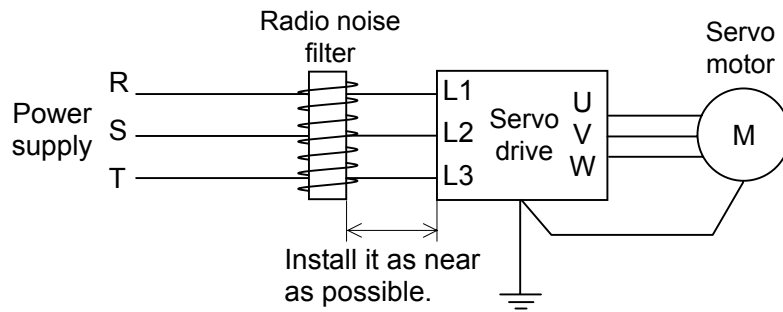 Radio noise
filter
Servo
motor
Power
supply
R
S
T
L1
L2
L3
Servo
drive
U
V
W
M
Install it as near
as possible.